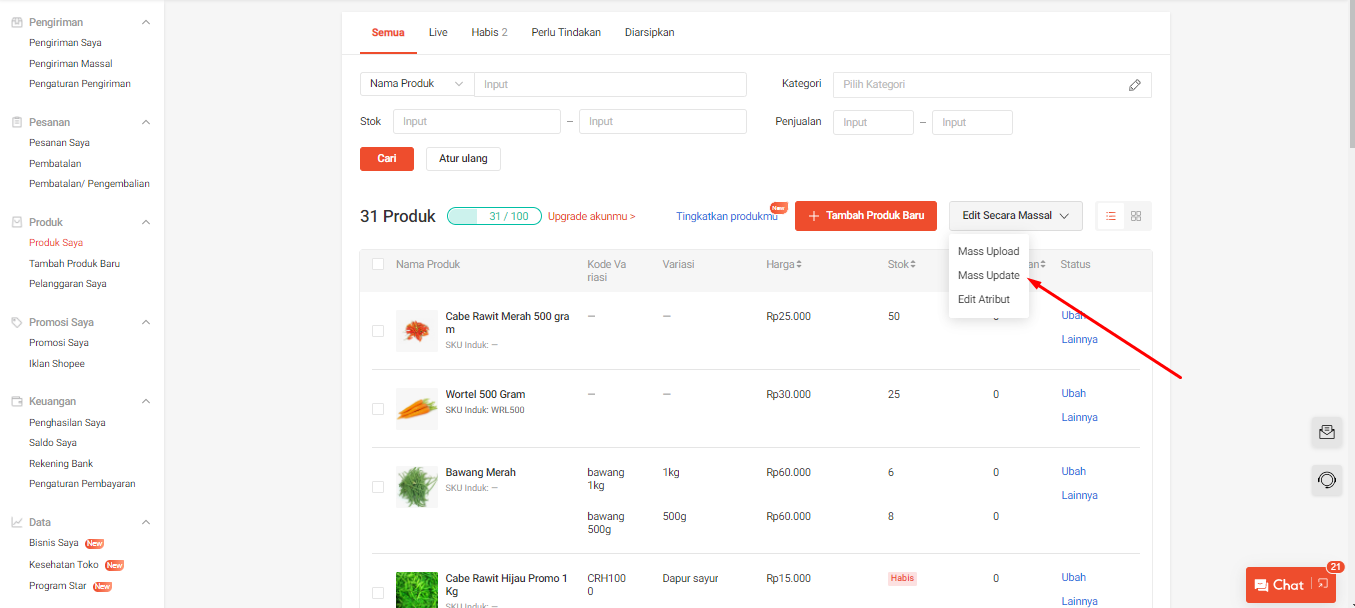 Pengiriman
Pengiriman Saya
Pengiriman Massal
Pengaturan Pengiriman
Pesanan
Pesanan Saya
Pembatalan
Pembatalan/ Pengembalian
Produk
Produk Saya
Tambah Produk Baru
Pelanggaran Saya
Promosi Saya
Promosi Saya
Iklan Shopee
Keuangan
Penghasilan Saya
Saldo Saya
Rekening Bank
Pengaturan Pembayaran
Data
Bisnis Saya New
Kesehatan Toko New
Program Star New
Semua Live Habis 2 Perlu Tindakan Diarsipkan
Nama Produk Input Kategori Pilih Kategori
Stok Input – Input Penjualan Input – Input
Cari Atur ulang
31 Produk 31 / 100 Upgrade akunmu > Tingkatkan produkmu New + Tambah Produk Baru Edit Secara Massal
Mass Upload
Mass Update
Edit Atribut
Nama Produk Kode Va Variasi Harga Stok Status
riasi
Cabe Rawit Merah 500 gra — — Rp25.000 50 Ubah
m
SKU Induk: — Lainnya
Wortel 500 Gram — — Rp30.000 25 0 Ubah
SKU Induk: WRL500 Lainnya
Bawang Merah bawang 1kg Rp60.000 6 0 Ubah
SKU Induk: — 1kg Lainnya
bawang 500g Rp60.000 8 0
500g
Cabe Rawit Hijau Promo 1 CRH100 Dapur sayur Rp15.000 Habis 0 Ubah
Kg 0
SKU Induk: — Lainnya
Chat 21